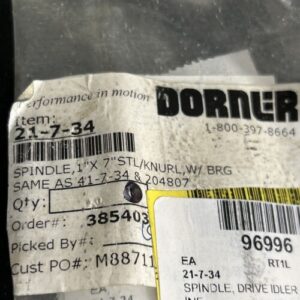 Performance in motion
DORNER
1-800-397-8664
Item:
21-7-34
SPINDLE, 1"X 7"STL/KNURL,W/ BRG
SAME AS 41-7-34 & 204807
Qty:
Order#: 385403
Picked By#:
Cust PO#: M88711
96996
EA RT1L
21-7-34
SPINDLE, DRIVE IDLER